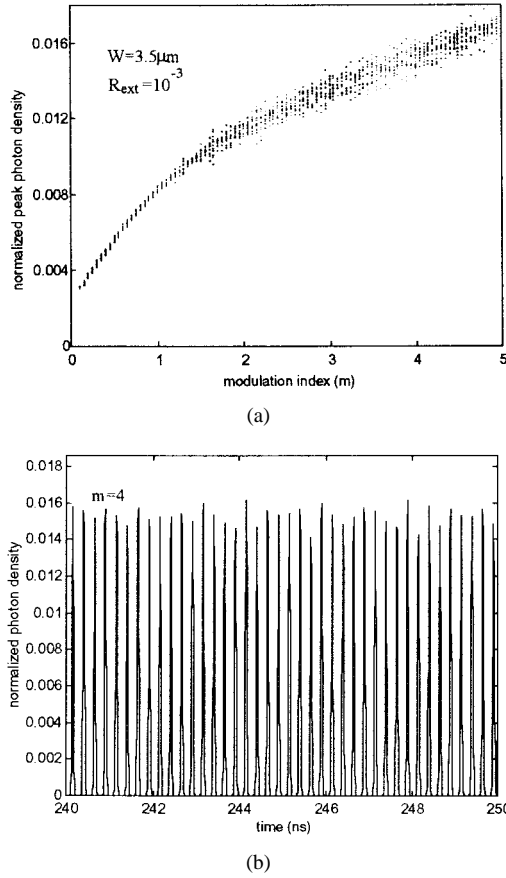 0.016
0.012
0.008
0.004
0
normalized peak photon density
W=3.5μm
R_ext =10^-3
0 1 2 3 4 5
modulation index (m)
(a)
0.018
0.016
0.014
0.012
0.01
0.008
0.006
0.004
0.002
0
normalized photon density
m=4
240 242 244 246 248 250
time (ns)
(b)